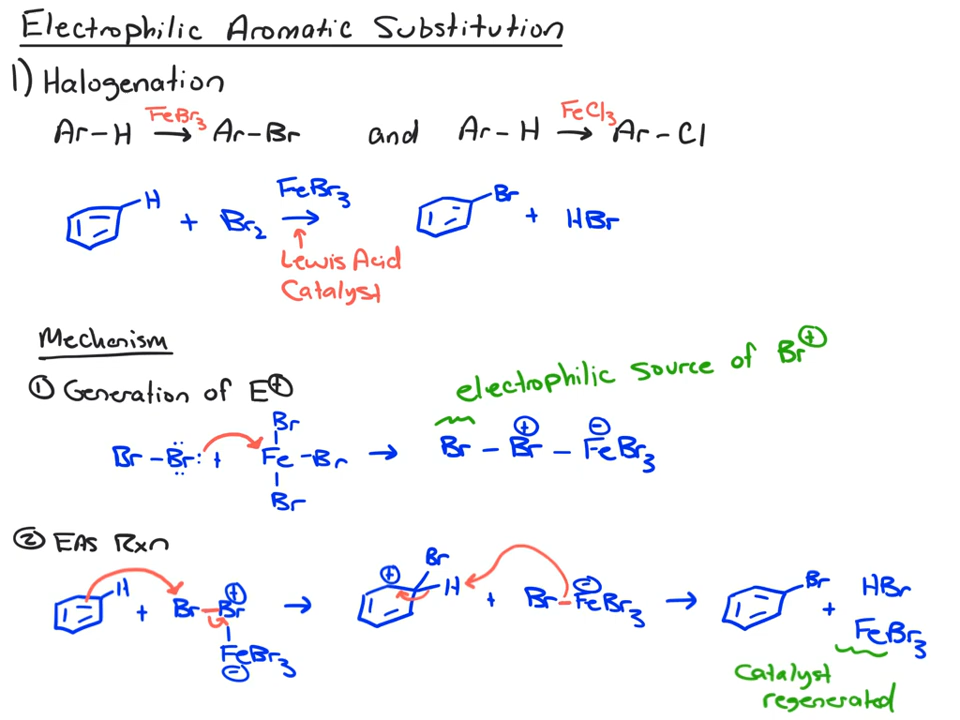 Electrophilic Aromatic Substitution
1) Halogenation
FeBr3 FeCl3
Ar-H → Ar-Br and Ar-H → Ar-Cl
H + Br2 → FeBr3 Br + HBr
Lewis Acid
Catalyst
Mechanism
electrophilic source of Br⊕
① Generation of E⊕
Br
Br-Br: + Fe-Br → Br-Br-FeBr3
⊕ ⊖
Br
② EAS Rxn
H + Br-Br → ⊕ Br H + Br-FeBr3 → Br + HBr
⊕ ⊖
FeBr3 FeBr3
⊖
Catalyst
regenerated